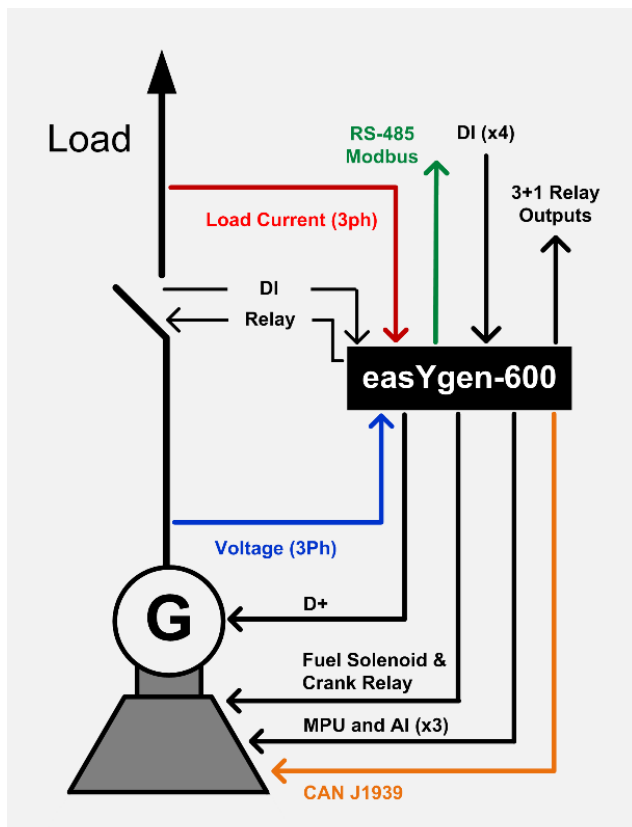 Load
RS-485
Modbus
DI (x4)
3+1 Relay
Outputs
Load Current (3ph)
DI
Relay
easYgen-600
Voltage (3Ph)
G
D+
Fuel Solenoid &
Crank Relay
MPU and AI (x3)
CAN J1939